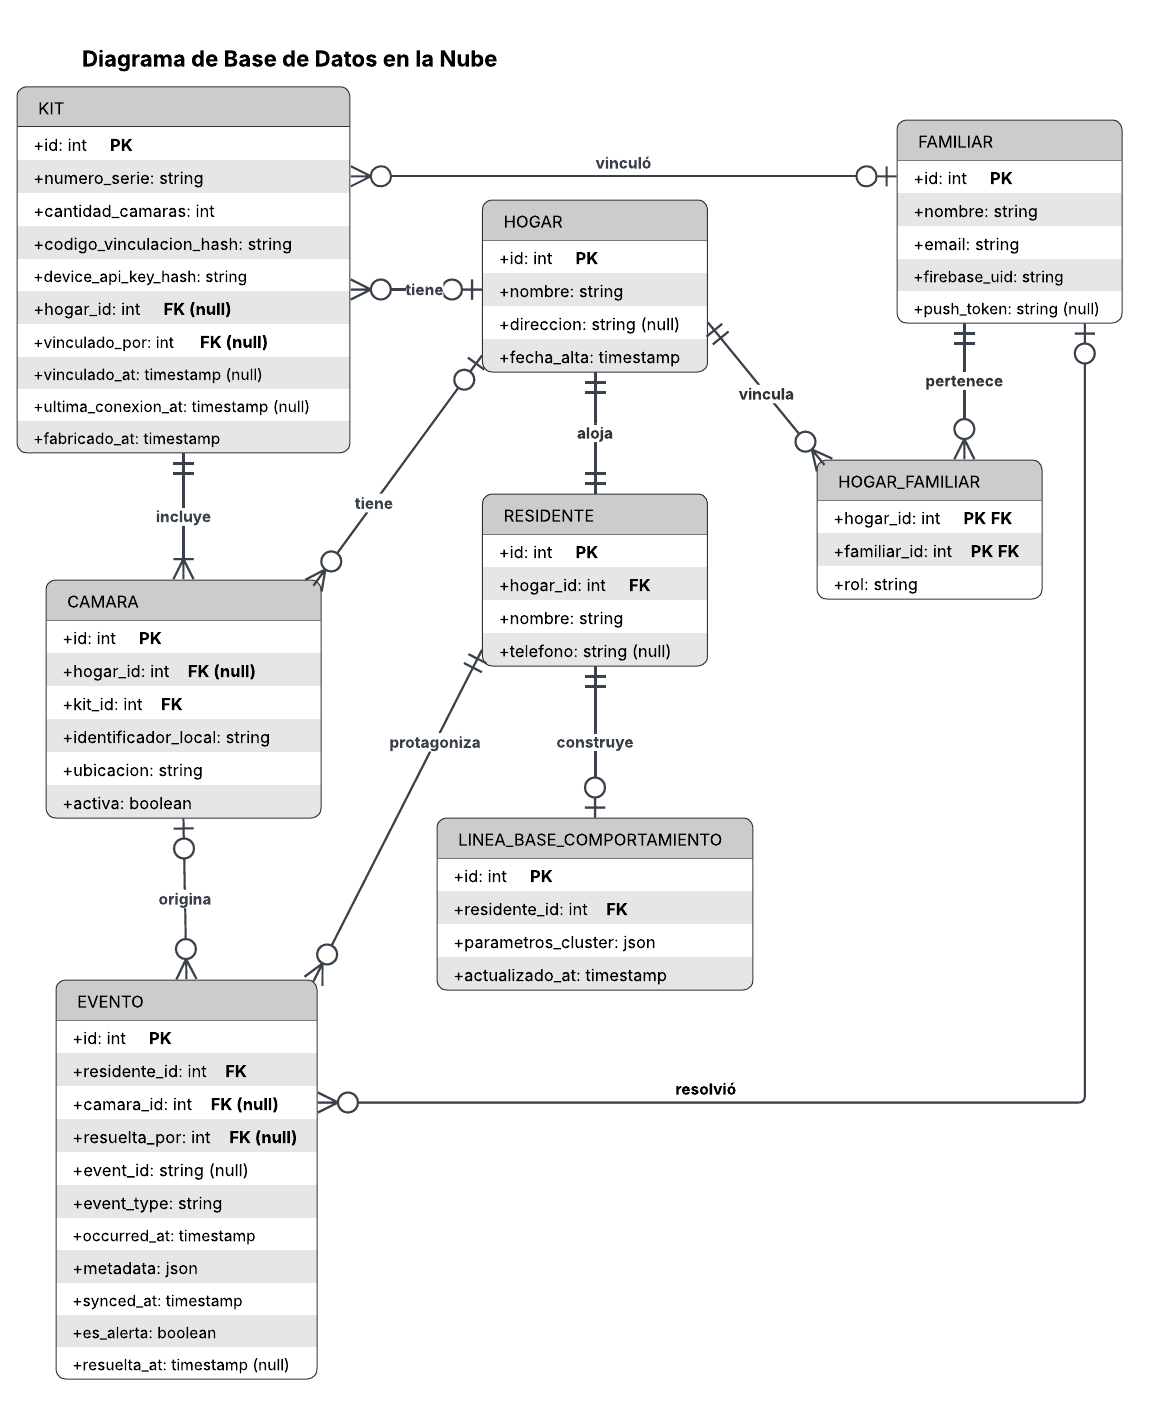 Diagrama de Base de Datos en la Nube
KIT
+id: int PK
+numero_serie: string
+cantidad_camaras: int
+codigo_vinculacion_hash: string
+device_api_key_hash: string
+hogar_id: int FK (null)
+vinculado_por: int FK (null)
+vinculado_at: timestamp (null)
+ultima_conexion_at: timestamp (null)
+fabricado_at: timestamp
vinculó
FAMILIAR
+id: int PK
+nombre: string
+email: string
+firebase_uid: string
+push_token: string (null)
tiene
HOGAR
+id: int PK
+nombre: string
+direccion: string (null)
+fecha_alta: timestamp
vincula
pertenece
aloja
tiene
incluye
HOGAR_FAMILIAR
+hogar_id: int PK FK
+familiar_id: int PK FK
+rol: string
RESIDENTE
+id: int PK
+hogar_id: int FK
+nombre: string
+telefono: string (null)
CAMARA
+id: int PK
+hogar_id: int FK (null)
+kit_id: int FK
+identificador_local: string
+ubicacion: string
+activa: boolean
protagoniza
construye
LINEA_BASE_COMPORTAMIENTO
+id: int PK
+residente_id: int FK
+parametros_cluster: json
+actualizado_at: timestamp
origina
EVENTO
+id: int PK
+residente_id: int FK
+camara_id: int FK (null)
+resuelta_por: int FK (null)
+event_id: string (null)
+event_type: string
+occurred_at: timestamp
+metadata: json
+synced_at: timestamp
+es_alerta: boolean
+resuelta_at: timestamp (null)
resolvió